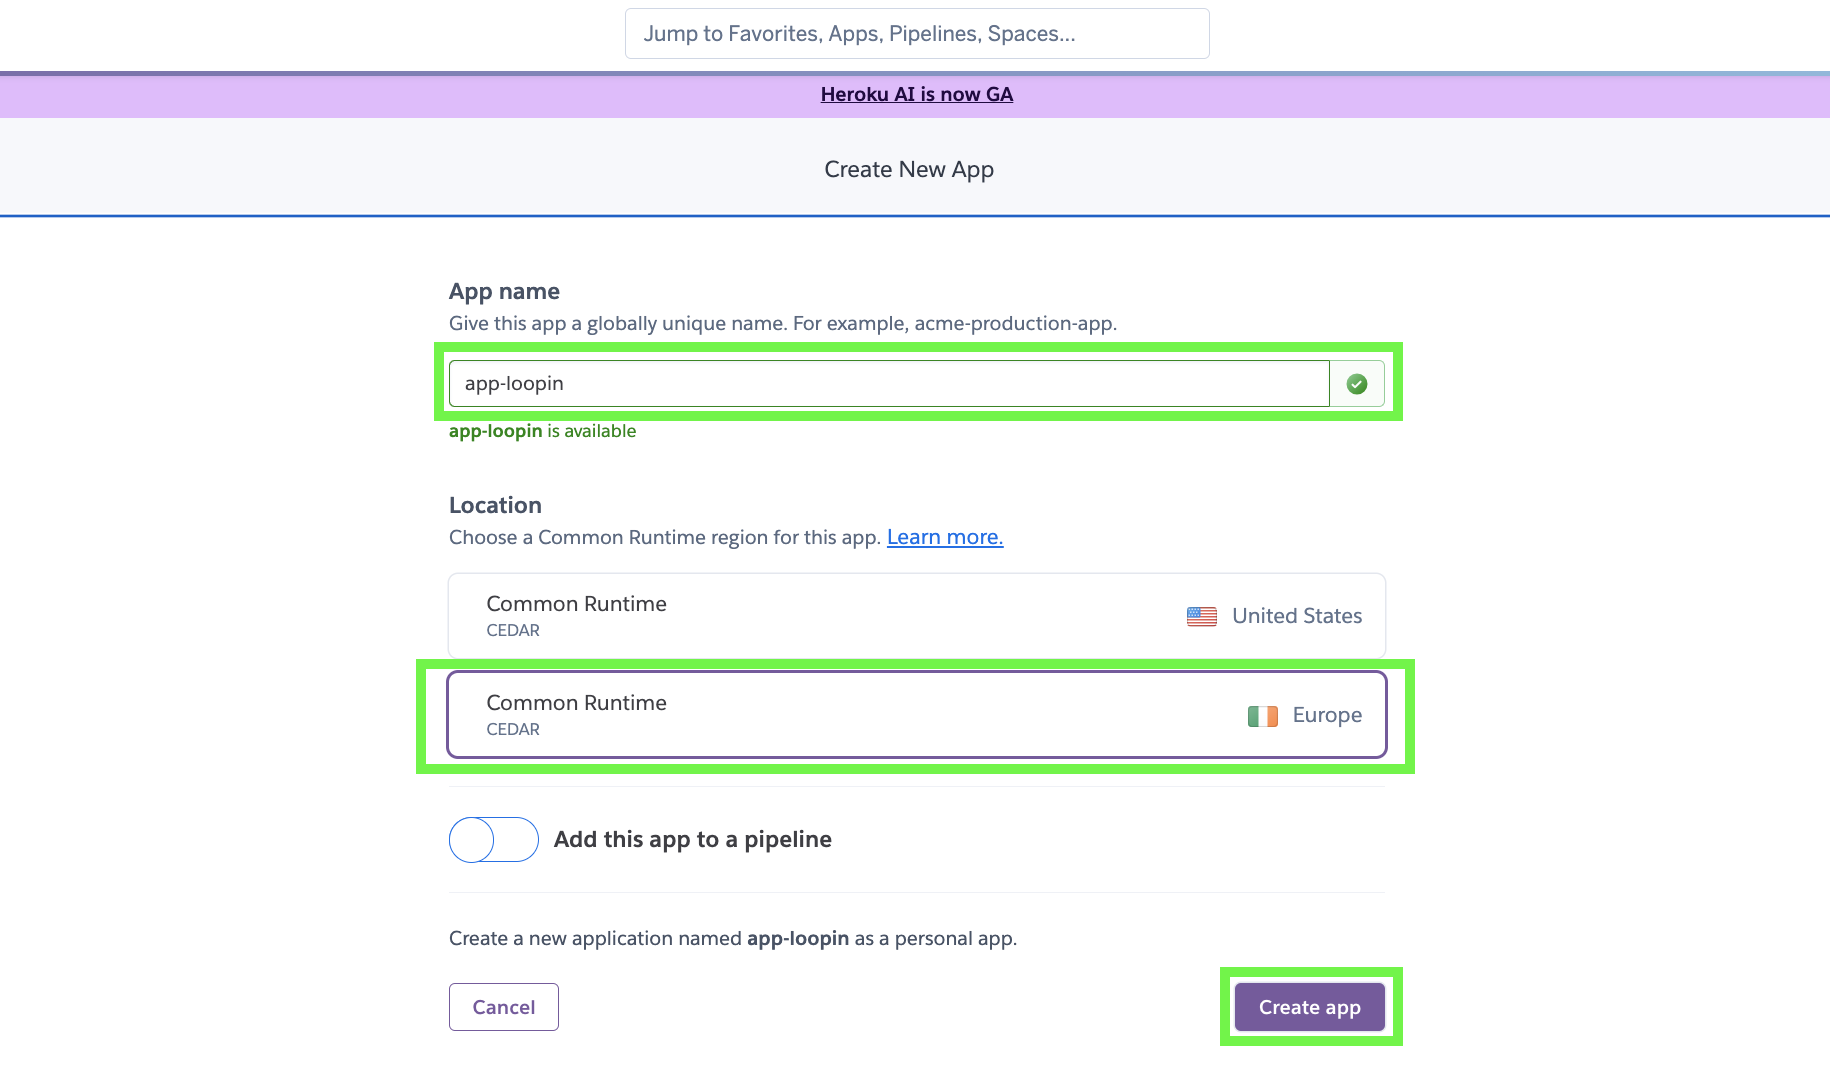 Jump to Favorites, Apps, Pipelines, Spaces...
Heroku AI is now GA
Create New App
App name
Give this app a globally unique name. For example, acme-production-app.
app-loopin
app-loopin is available
Location
Choose a Common Runtime region for this app. Learn more.
Common Runtime
CEDAR
United States
Common Runtime
CEDAR
Europe
Add this app to a pipeline
Create a new application named app-loopin as a personal app.
Cancel
Create app